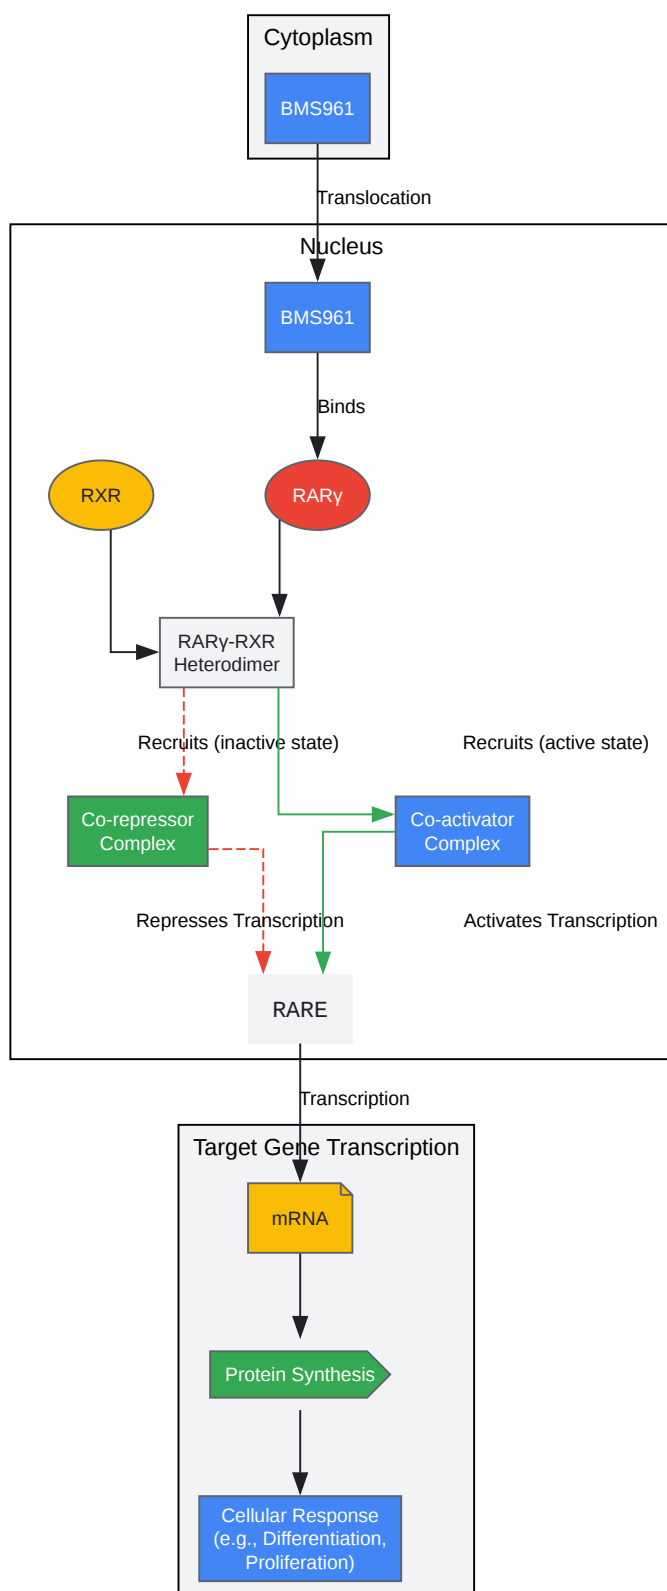 Cytoplasm
BMS961
Translocation
Nucleus
BMS961
Binds
RXR
RARγ
RARγ-RXR
Heterodimer
Recruits (inactive state)
Recruits (active state)
Co-repressor
Complex
Co-activator
Complex
Represses Transcription
Activates Transcription
RARE
Transcription
Target Gene Transcription
mRNA
Protein Synthesis
Cellular Response
(e.g., Differentiation,
Proliferation)